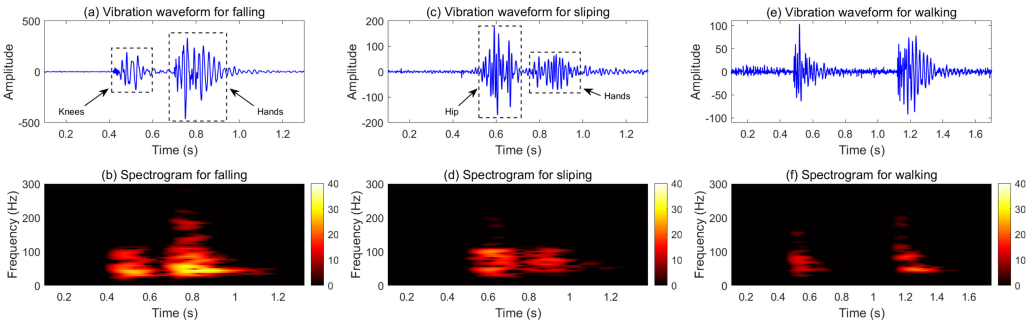 (a) Vibration waveform for falling
500
0
-500
Amplitude
Knees
Hands
0.2 0.4 0.6 0.8 1.0 1.2
Time (s)
(c) Vibration waveform for sliping
200
100
0
-100
-200
Amplitude
Hip
Hands
0.2 0.4 0.6 0.8 1.0 1.2
Time (s)
(e) Vibration waveform for walking
100
50
0
-50
-100
Amplitude
0.2 0.4 0.6 0.8 1.0 1.2 1.4 1.6
Time (s)
(b) Spectrogram for falling
300
200
100
0
Frequency (Hz)
0.2 0.4 0.6 0.8 1 1.2
Time (s)
40
30
20
10
0
(d) Spectrogram for sliping
300
200
100
0
Frequency (Hz)
0.2 0.4 0.6 0.8 1 1.2
Time (s)
40
30
20
10
0
(f) Spectrogram for walking
300
200
100
0
Frequency (Hz)
0.2 0.4 0.6 0.8 1 1.2 1.4 1.6
Time (s)
40
30
20
10
0